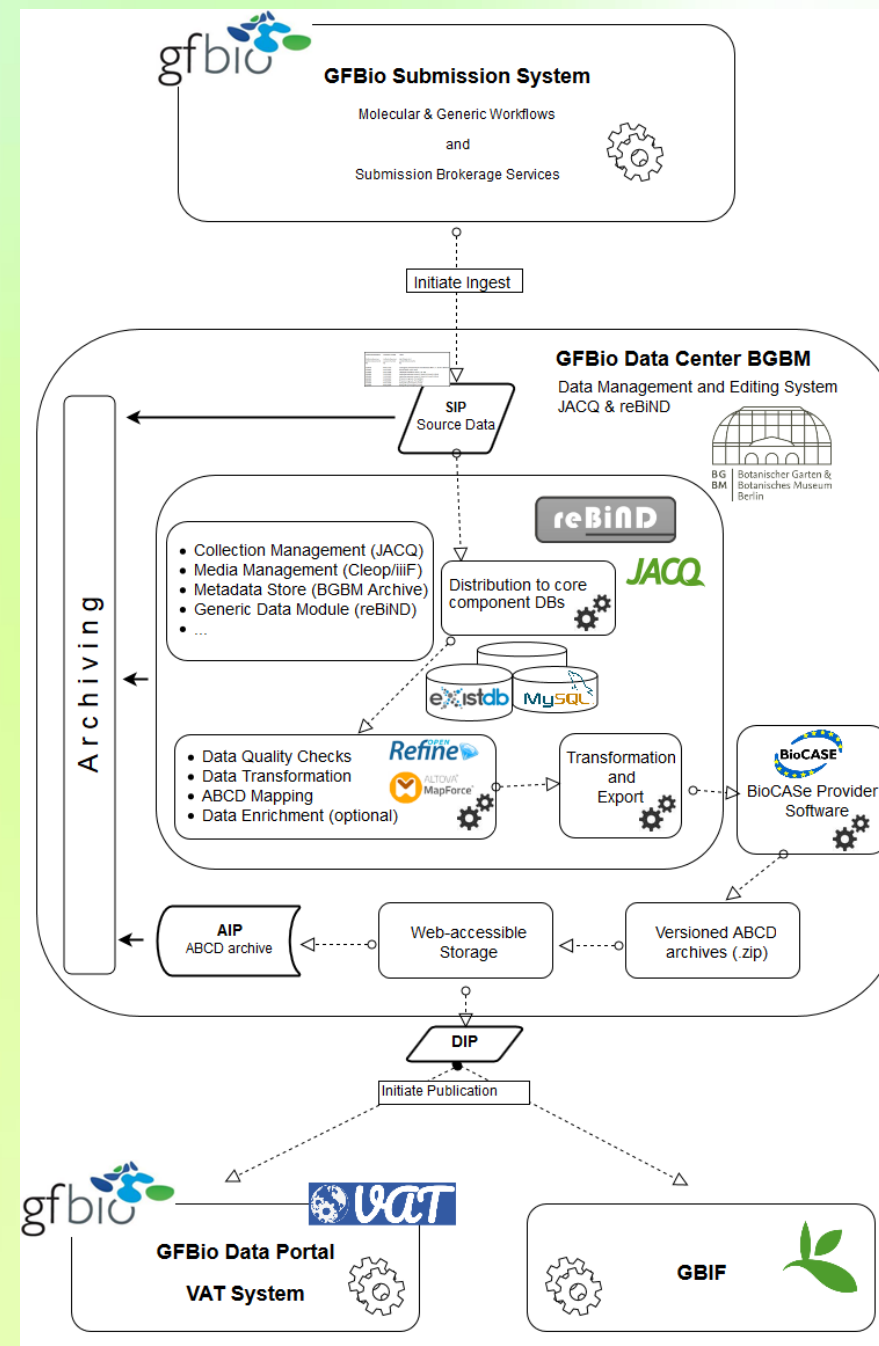 gfbio
GFBio Submission System
Molecular & Generic Workflows
and
Submission Brokerage Services
Initiate Ingest
GFBio Data Center BGBM
Data Management and Editing System
JACQ & reBiND
BG | Botanischer Garten &
BM | Botanisches Museum
Berlin
SIP
Source Data
Archiving
reBiND
JACQ
• Collection Management (JACQ)
• Media Management (Cleop/iiiF)
• Metadata Store (BGBM Archive)
• Generic Data Module (reBiND)
• ...
Distribution to core
component DBs
eXistdb
MySQL
• Data Quality Checks
• Data Transformation
• ABCD Mapping
• Data Enrichment (optional)
OPEN
Refine
ALTOVA
MapForce
Transformation
and
Export
BioCASE
BioCASe Provider
Software
AIP
ABCD archive
Web-accessible
Storage
Versioned ABCD
archives (.zip)
DIP
Initiate Publication
gfbio
VAT
GFBio Data Portal
VAT System
GBIF